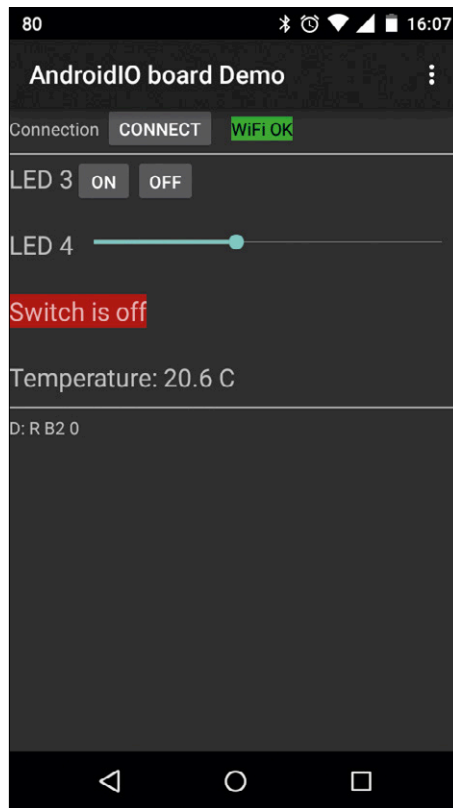 80 16:07
AndroidIO board Demo
Connection CONNECT WiFi OK
LED 3 ON OFF
LED 4
Switch is off
Temperature: 20.6 C
D: R B2 0